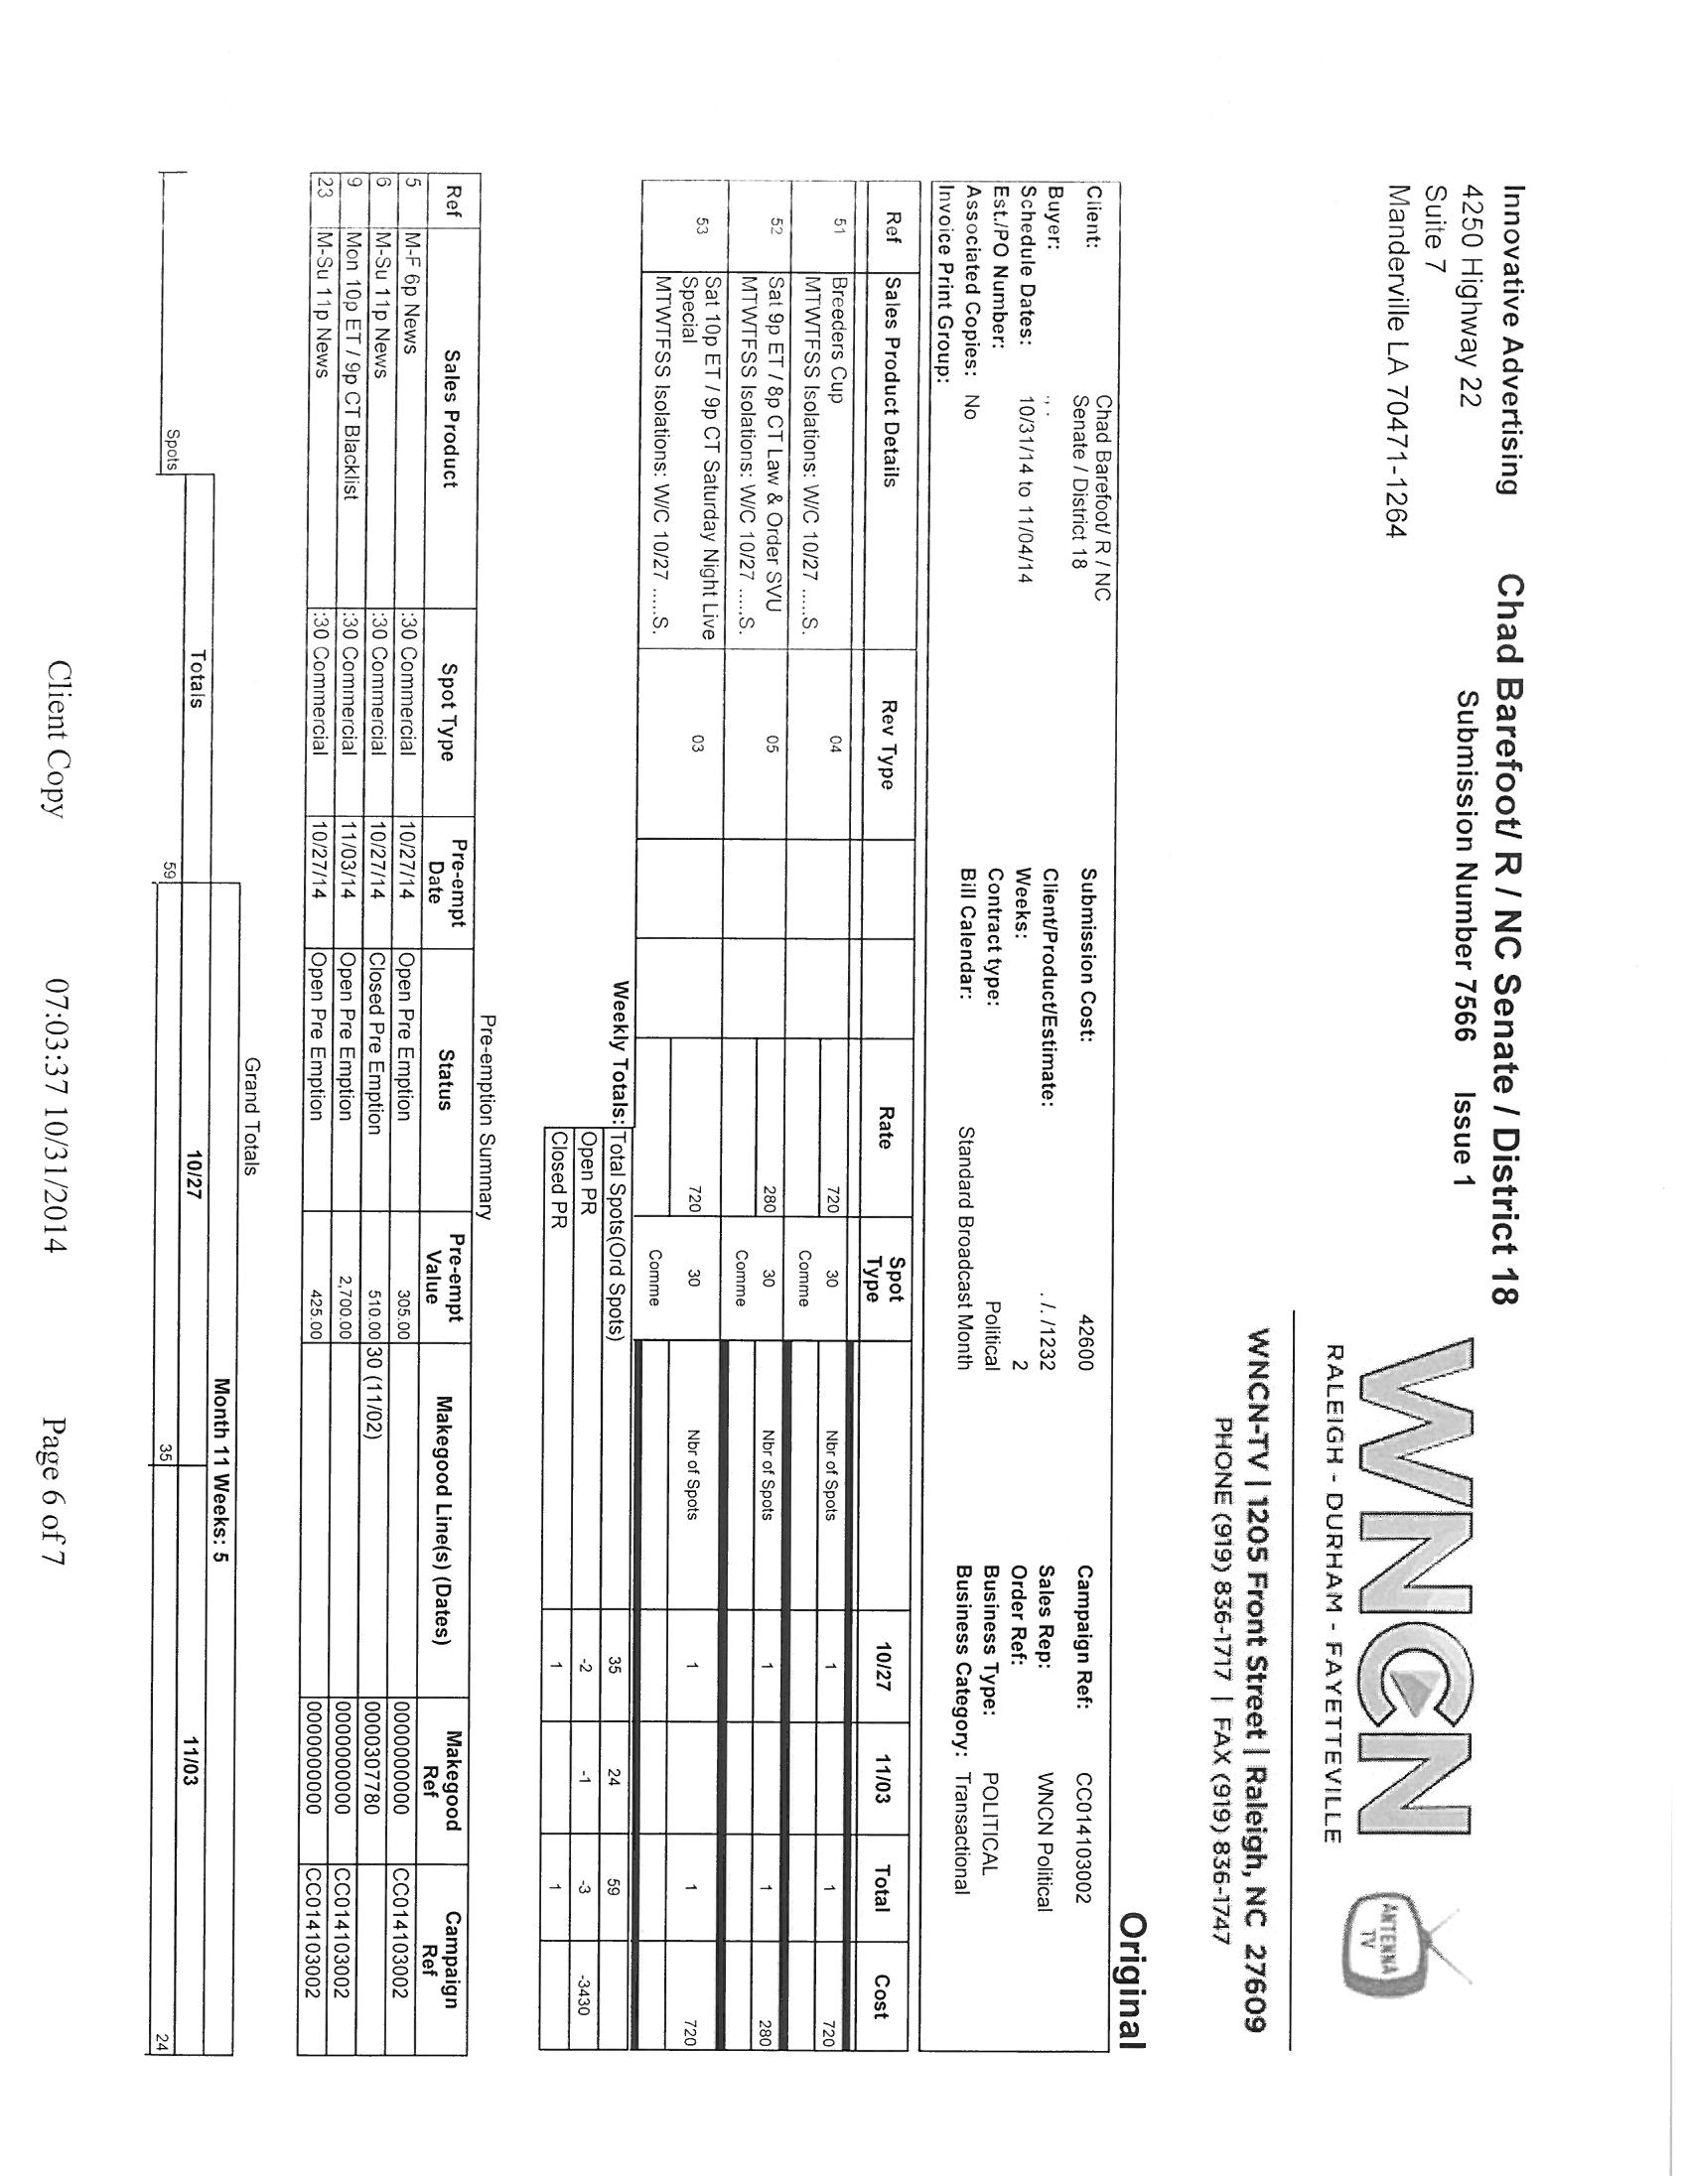 Innovative Advertising
4250 Highway 22
Suite 7
Manderville LA 70471-1264
Chad Barefoot/ R / NC Senate / District 18
Submission Number 7566 Issue 1
WNCN
RALEIGH - DURHAM - FAYETTEVILLE
ANTENNA
TV
WNCN-TV | 1205 Front Street | Raleigh, NC 27609
PHONE (919) 836-1717 | FAX (919) 836-1747
Original
Client: Chad Barefoot/ R / NC
Senate / District 18
Buyer: ., .
Schedule Dates: 10/31/14 to 11/04/14
Est./PO Number:
Associated Copies: No
Invoice Print Group:
Submission Cost: 42600
Client/Product/Estimate: . /. /1232
Weeks: 2
Contract type: Political
Bill Calendar: Standard Broadcast Month
Campaign Ref: CC014103002
Sales Rep: WNCN Political
Order Ref:
Business Type: POLITICAL
Business Category: Transactional
Ref Sales Product Details Rev Type Rate Spot Type 10/27 11/03 Total Cost
51 Breeders Cup 04 720 30 Nbr of Spots 1 1 720
MTWTFSS Isolations: W/C 10/27 .....S. Comme
52 Sat 9p ET / 8p CT Law & Order SVU 05 280 30 Nbr of Spots 1 1 280
MTWTFSS Isolations: W/C 10/27 .....S. Comme
53 Sat 10p ET / 9p CT Saturday Night Live 03 720 30 Nbr of Spots 1 1 720
Special
MTWTFSS Isolations: W/C 10/27 .....S. Comme
Weekly Totals: Total Spots(Ord Spots) 35 24 59
Open PR -2 -1 -3 -3430
Closed PR 1 1
Pre-emption Summary
Ref Sales Product Spot Type Pre-empt Date Status Pre-empt Value Makegood Line(s) (Dates) Makegood Ref Campaign Ref
5 M-F 6p News :30 Commercial 10/27/14 Open Pre Emption 305.00 0000000000 CC014103002
6 M-Su 11p News :30 Commercial 10/27/14 Closed Pre Emption 510.00 30 (11/02) 0000307780
9 Mon 10p ET / 9p CT Blacklist :30 Commercial 11/03/14 Open Pre Emption 2,700.00 0000000000 CC014103002
23 M-Su 11p News :30 Commercial 10/27/14 Open Pre Emption 425.00 0000000000 CC014103002
Grand Totals
Month 11 Weeks: 5
Totals 10/27 11/03
Spots 59 35 24
Client Copy 07:03:37 10/31/2014 Page 6 of 7